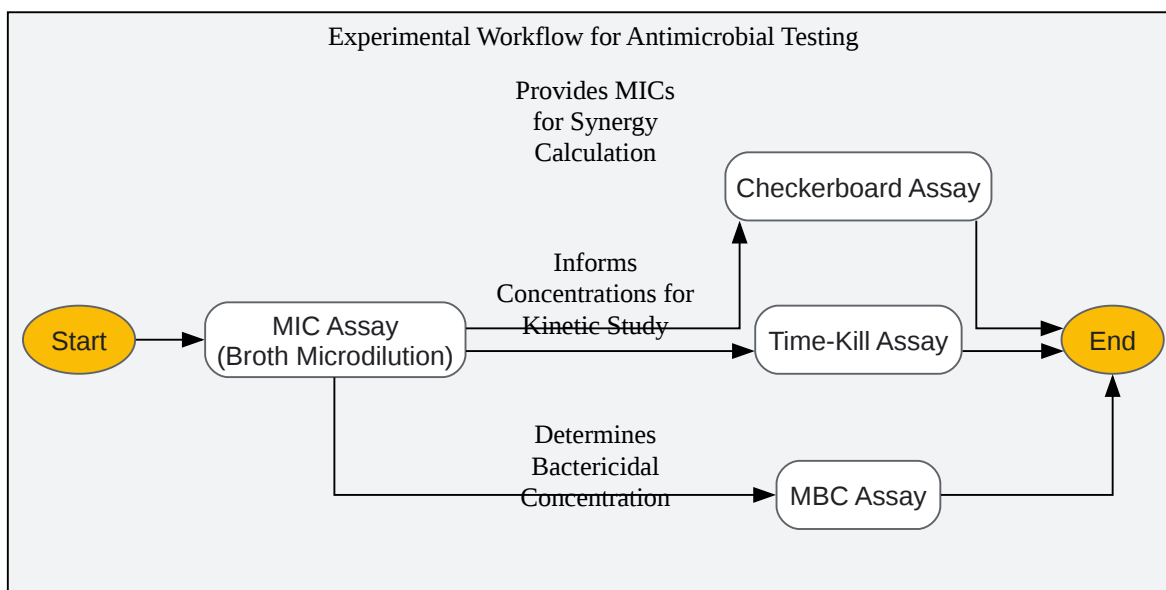 Experimental Workflow for Antimicrobial Testing
Provides MICs
for Synergy
Calculation
Checkerboard Assay
Informs
Concentrations for
Kinetic Study
Start
MIC Assay
(Broth Microdilution)
Time-Kill Assay
End
Determines
Bactericidal
Concentration
MBC Assay